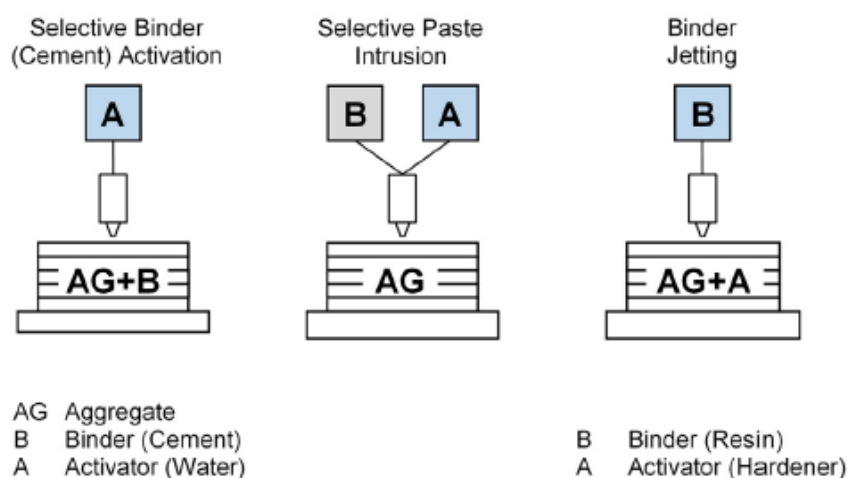 Selective Binder
(Cement) Activation
A
AG+B
Selective Paste
Intrusion
B A
AG
Binder
Jetting
B
AG+A
AG Aggregate
B Binder (Cement)
A Activator (Water)
B Binder (Resin)
A Activator (Hardener)